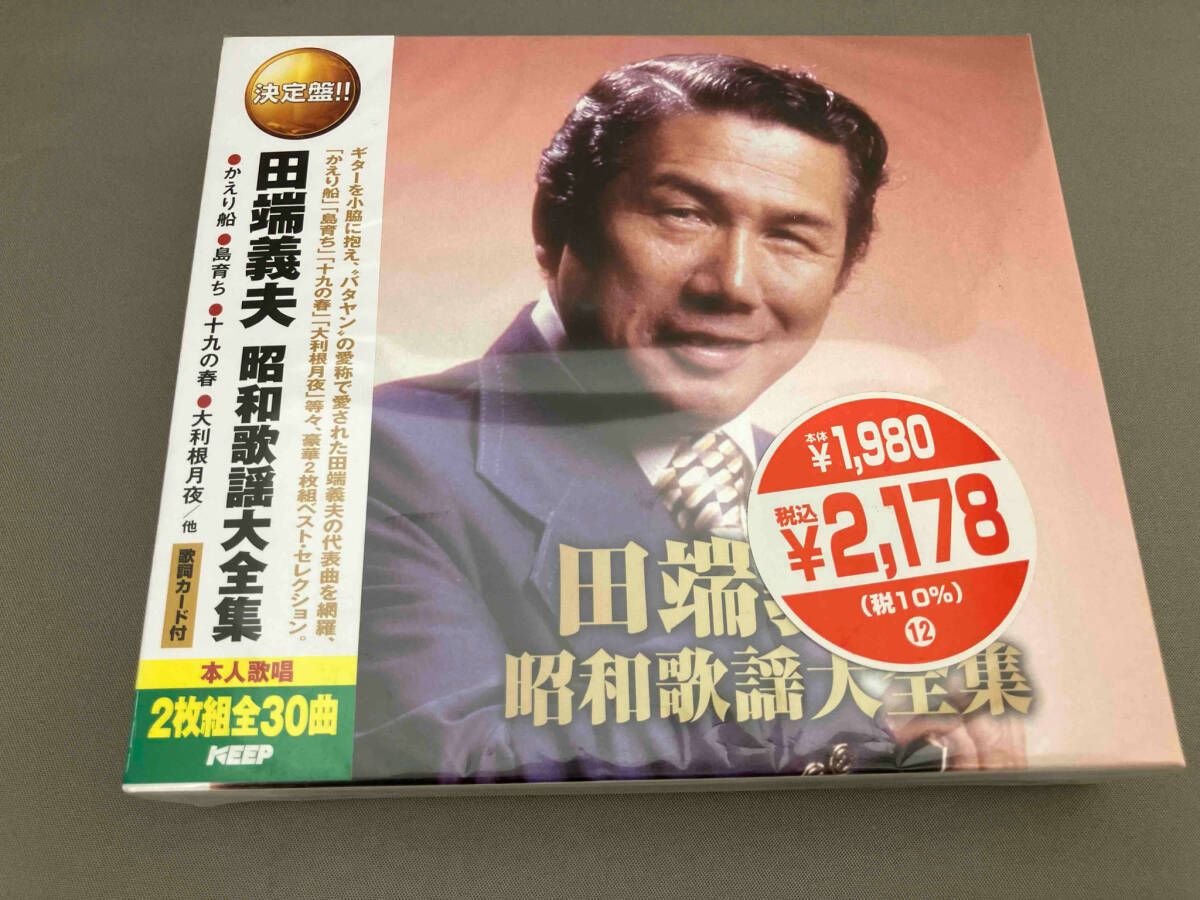 決定盤!!
ギターを小脇に抱え、〝バタヤン〟の愛称で愛された田端義夫の代表曲を網羅、
「かえり船」「島育ち」「十九の春」「大利根月夜」等々、豪華2枚組ベスト・セレクション。
田端義夫 昭和歌謡大全集
●かえり船 ●島育ち ●十九の春 ●大利根月夜/他
歌詞カード付
本人歌唱
2枚組全30曲
KEEP
本体
¥1,980
税込
¥2,178
(税10%)
12
田端
昭和歌謡大全集